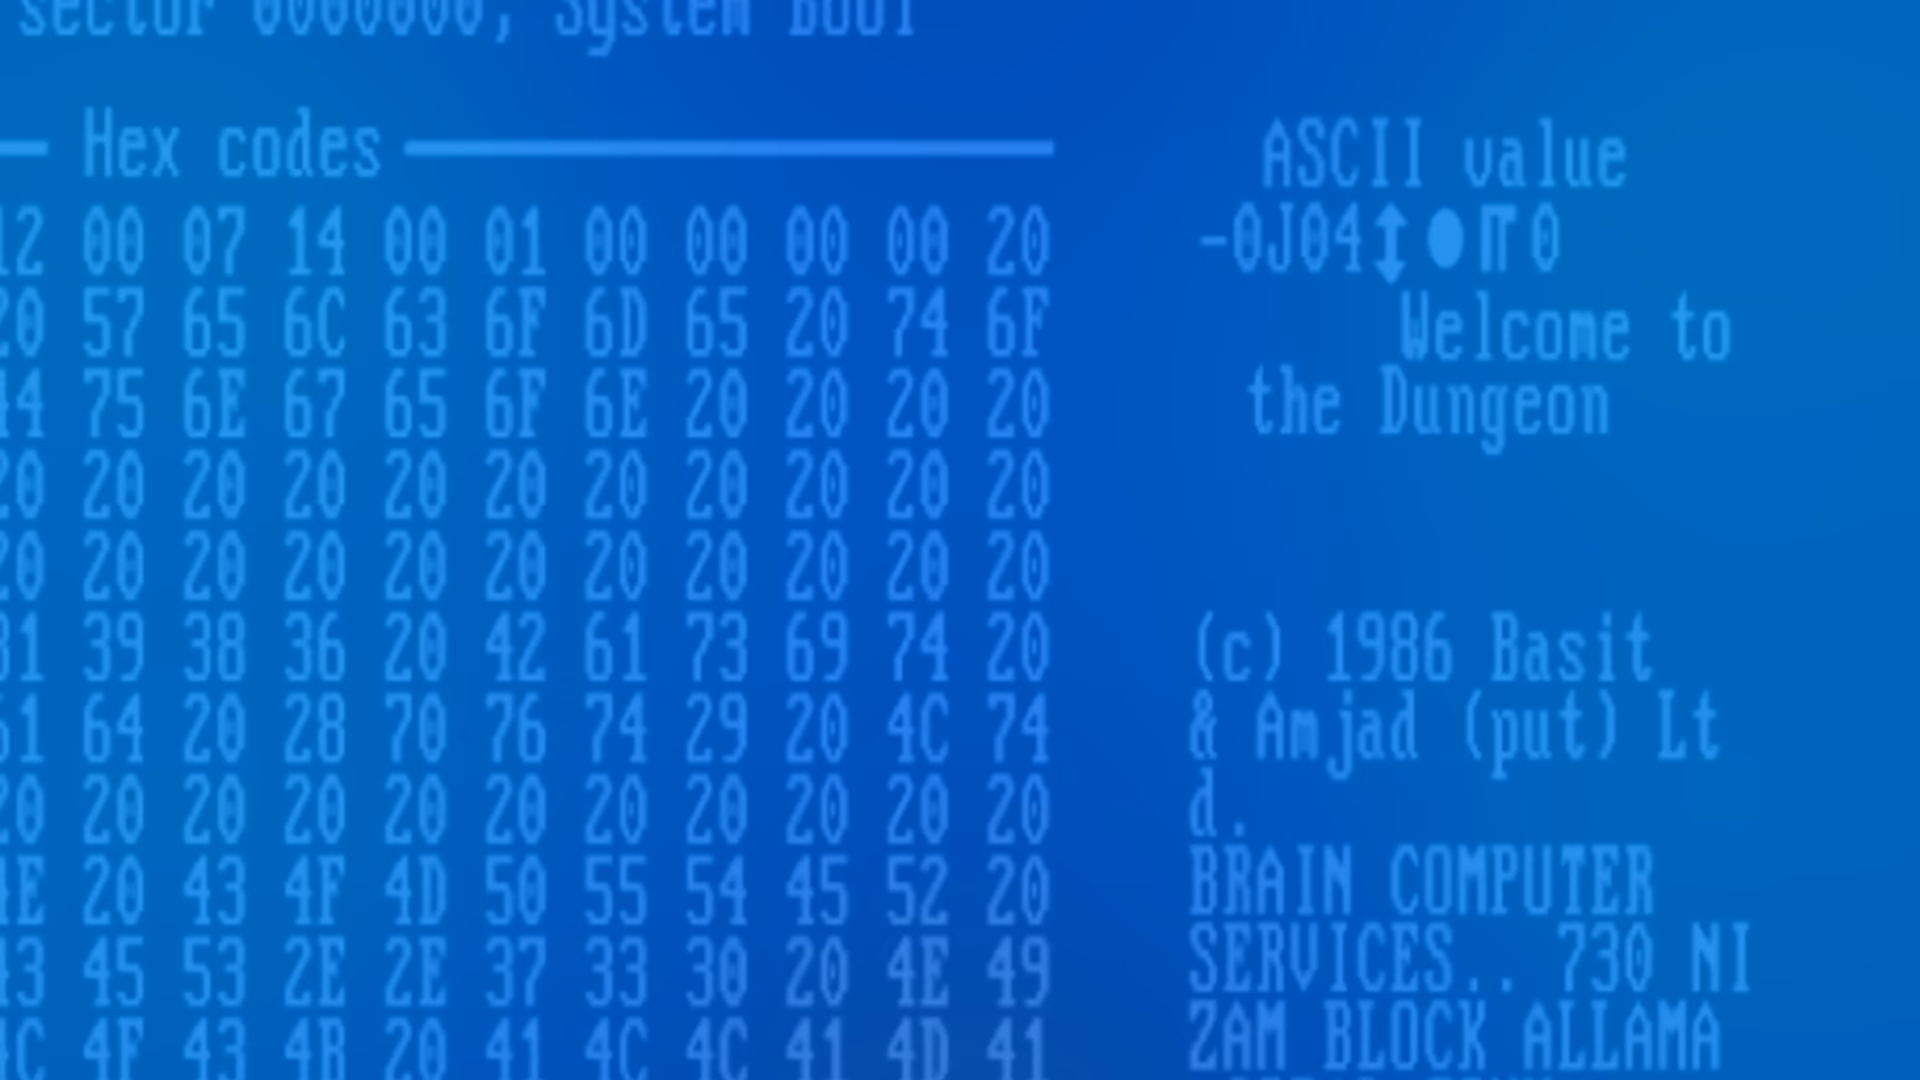 sector 0000000, System BOOT
Hex codes
ASCII value
12 00 07 14 00 01 00 00 00 00 20
-0J04↕●╥0
20 57 65 6C 63 6F 6D 65 20 74 6F
Welcome to
44 75 6E 67 65 6F 6E 20 20 20 20
the Dungeon
20 20 20 20 20 20 20 20 20 20 20
20 20 20 20 20 20 20 20 20 20 20
31 39 38 36 20 42 61 73 69 74 20
(c) 1986 Basit
61 64 20 28 70 76 74 29 20 4C 74
& Amjad (put) Lt
20 20 20 20 20 20 20 20 20 20 20
d.
4E 20 43 4F 4D 50 55 54 45 52 20
BRAIN COMPUTER
43 45 53 2E 2E 37 33 30 20 4E 49
SERVICES.. 730 NI
4C 4F 43 4B 20 41 4C 4C 41 4D 41
ZAM BLOCK ALLAMA